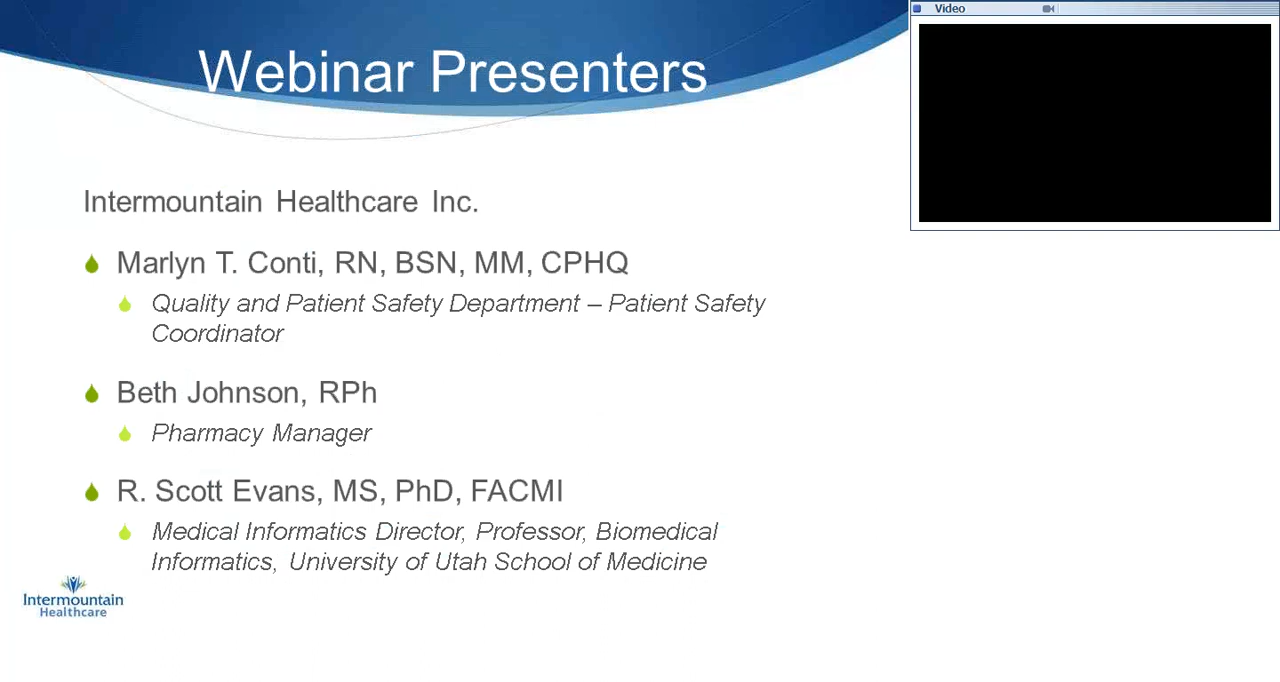 Webinar Presenters
Video
Intermountain Healthcare Inc.
Marlyn T. Conti, RN, BSN, MM, CPHQ
Quality and Patient Safety Department – Patient Safety
Coordinator
Beth Johnson, RPh
Pharmacy Manager
R. Scott Evans, MS, PhD, FACMI
Medical Informatics Director, Professor, Biomedical
Informatics, University of Utah School of Medicine
Intermountain
Healthcare